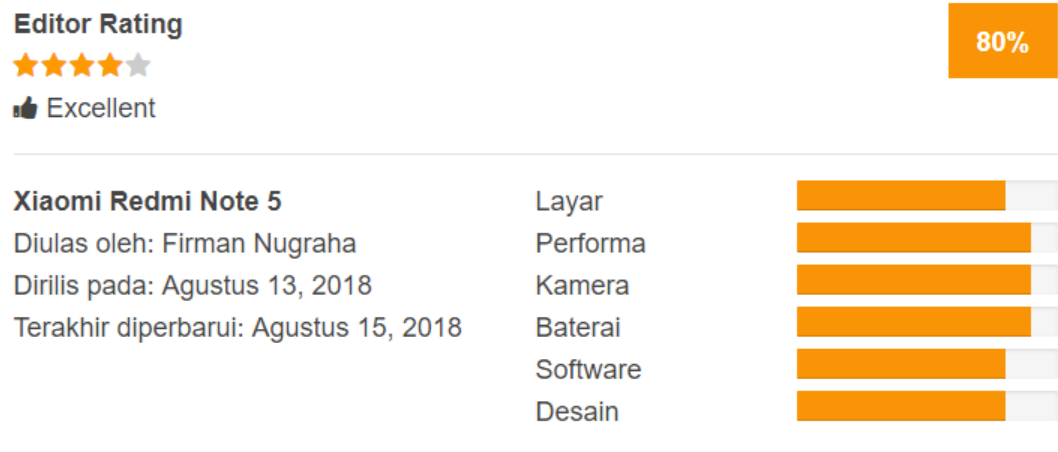 Editor Rating
80%
Excellent
Xiaomi Redmi Note 5
Diulas oleh: Firman Nugraha
Dirilis pada: Agustus 13, 2018
Terakhir diperbarui: Agustus 15, 2018
Layar
Performa
Kamera
Baterai
Software
Desain